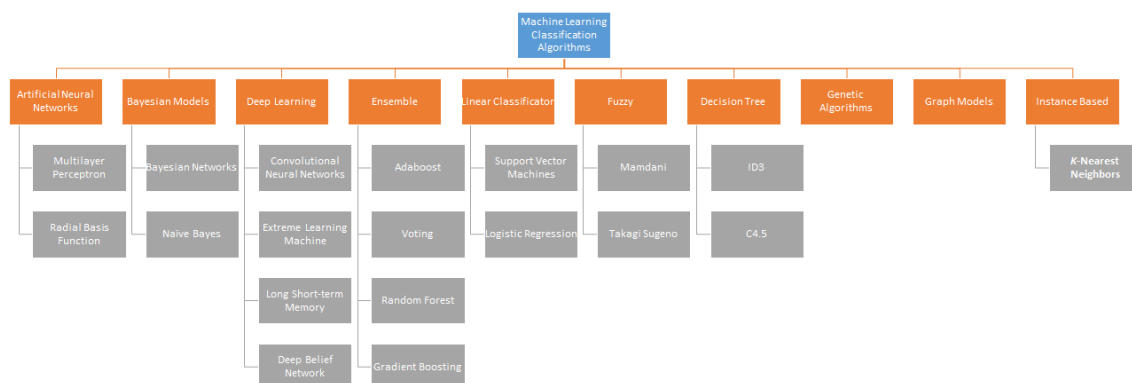 Machine Learning
Classification
Algorithms
Artificial Neural
Networks
Bayesian Models
Deep Learning
Ensemble
Linear Classificator
Fuzzy
Decision Tree
Genetic
Algorithms
Graph Models
Instance Based
Multilayer
Perceptron
Bayesian Networks
Convolutional
Neural Networks
Adaboost
Support Vector
Machines
Mamdani
ID3
K-Nearest
Neighbors
Radial Basis
Function
Naïve Bayes
Extreme Learning
Machine
Voting
Logistic Regression
Takagi Sugeno
C4.5
Long Short-term
Memory
Random Forest
Deep Belief
Network
Gradient Boosting